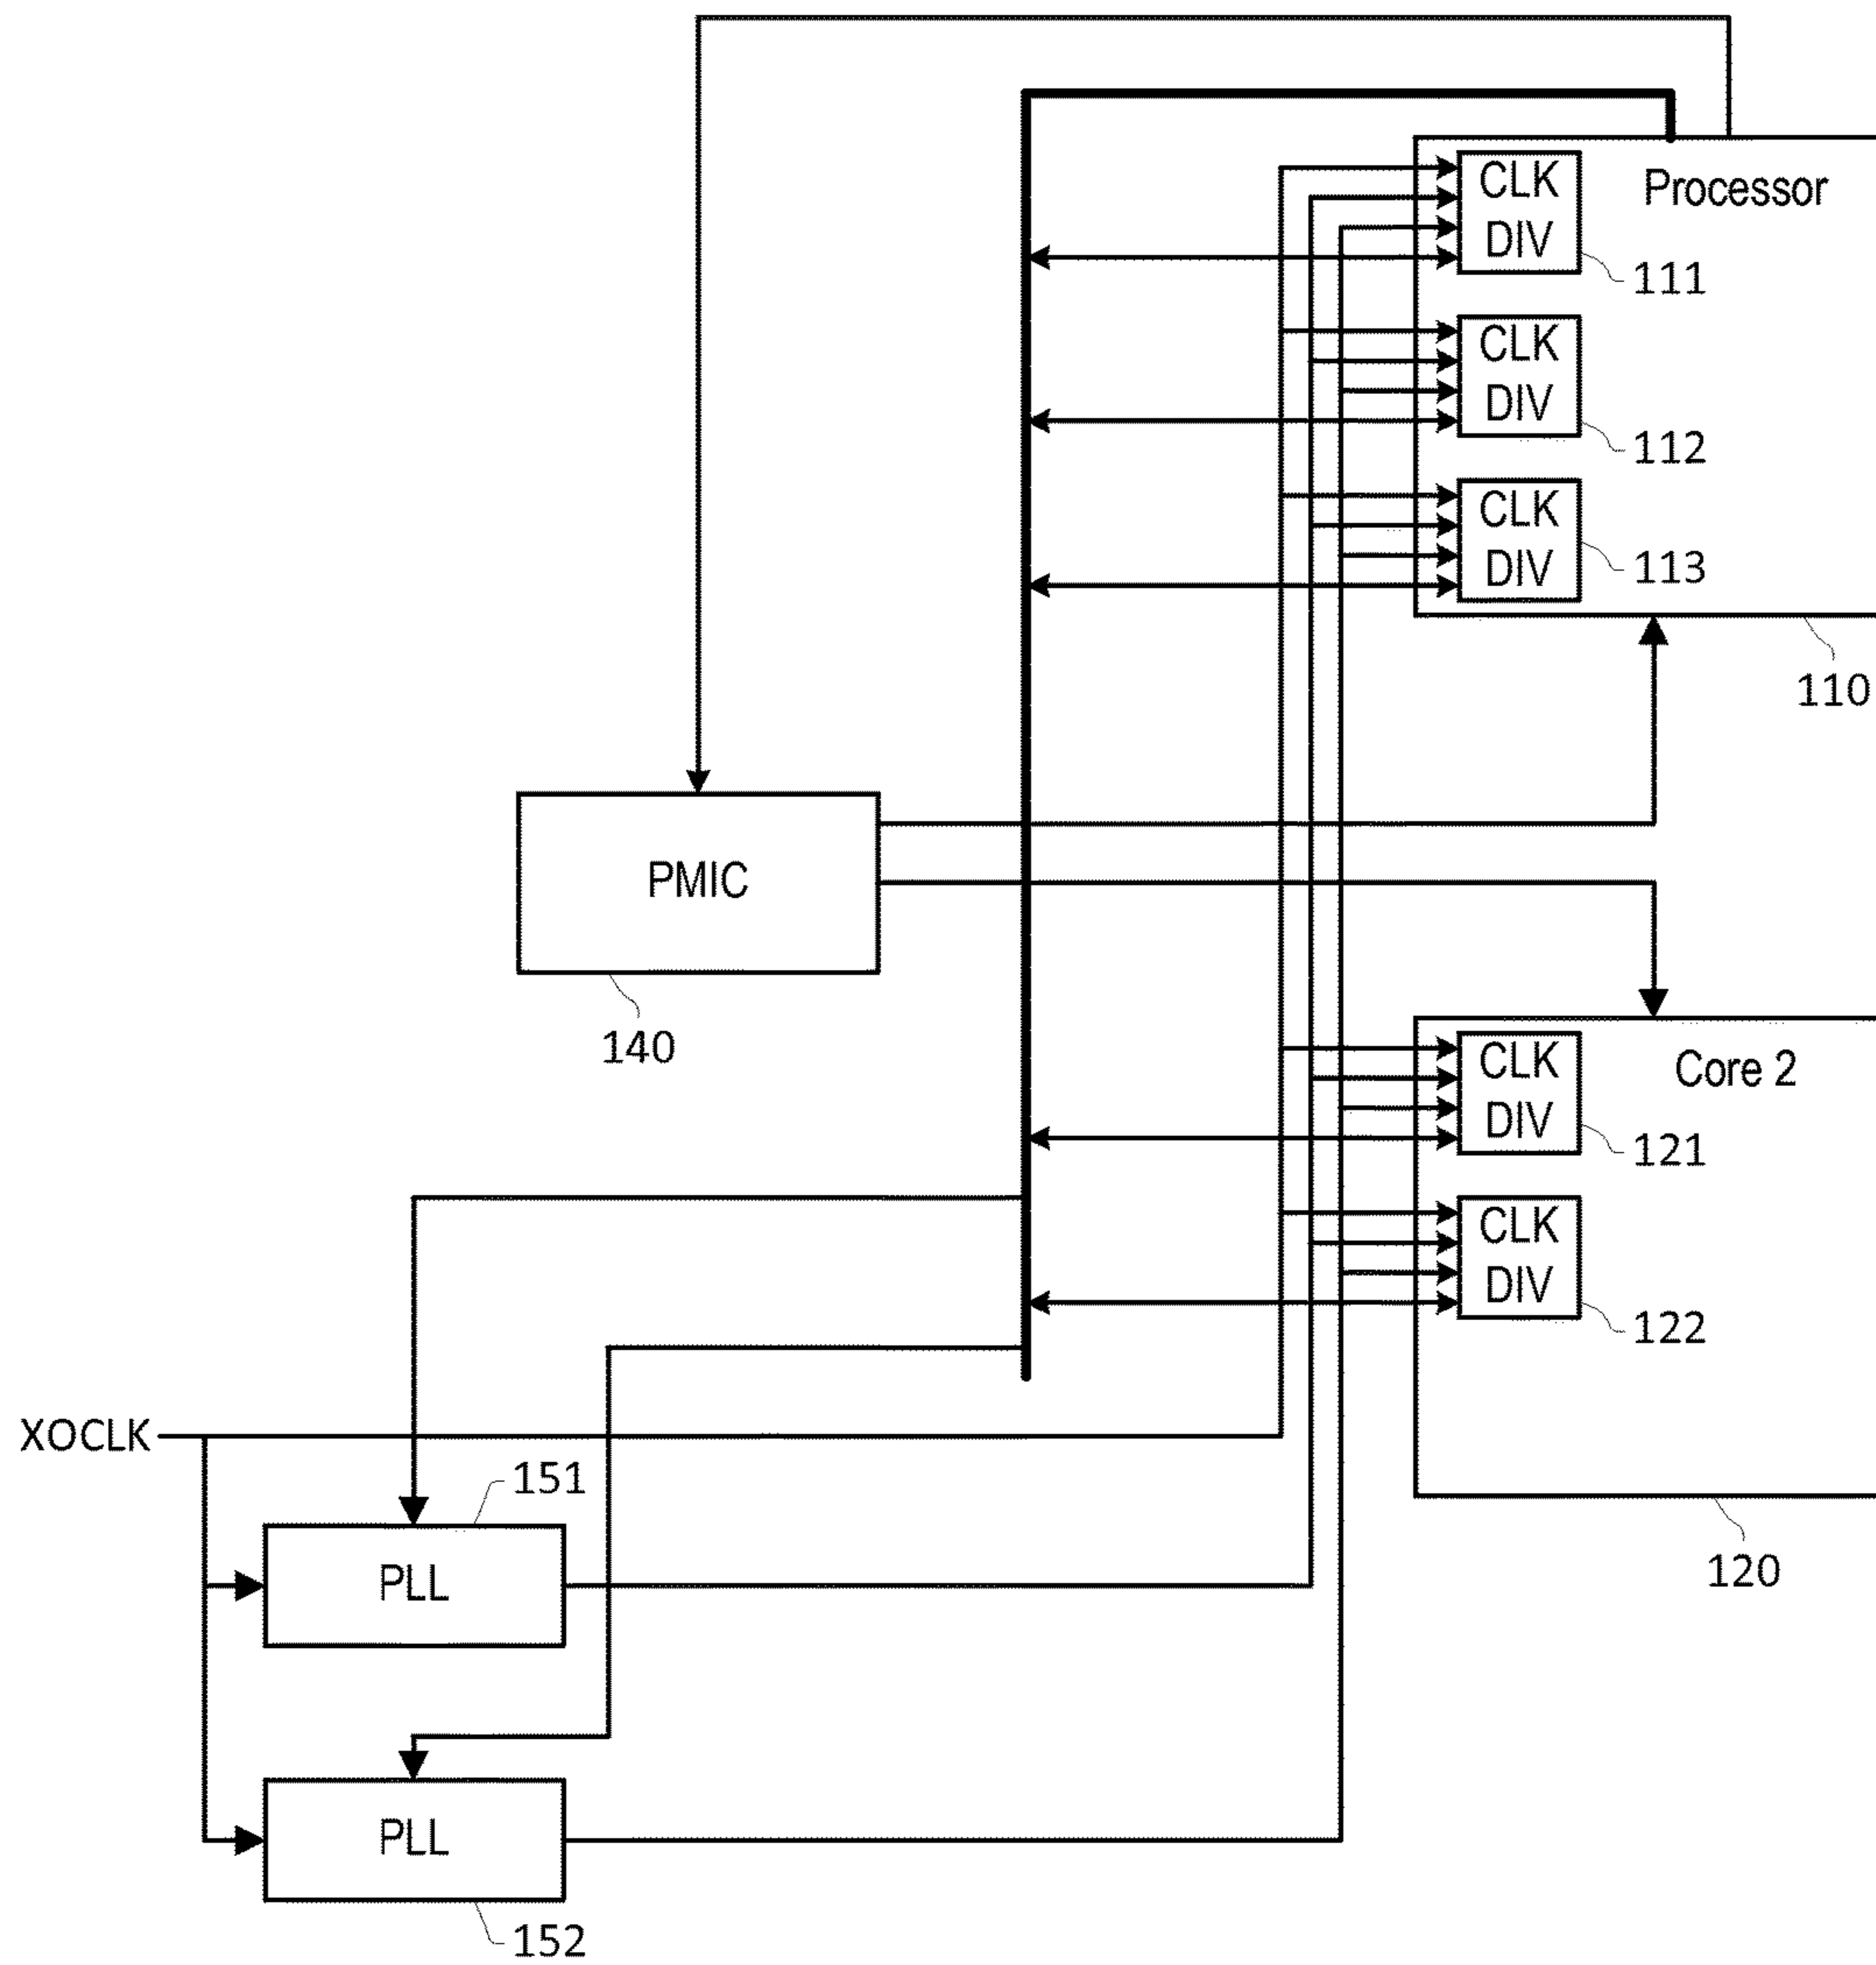 CLK
DIV
Processor
111
CLK
DIV
112
CLK
DIV
113
110
PMIC
140
CLK
DIV
Core 2
121
CLK
DIV
122
XOCLK
151
PLL
120
PLL
152